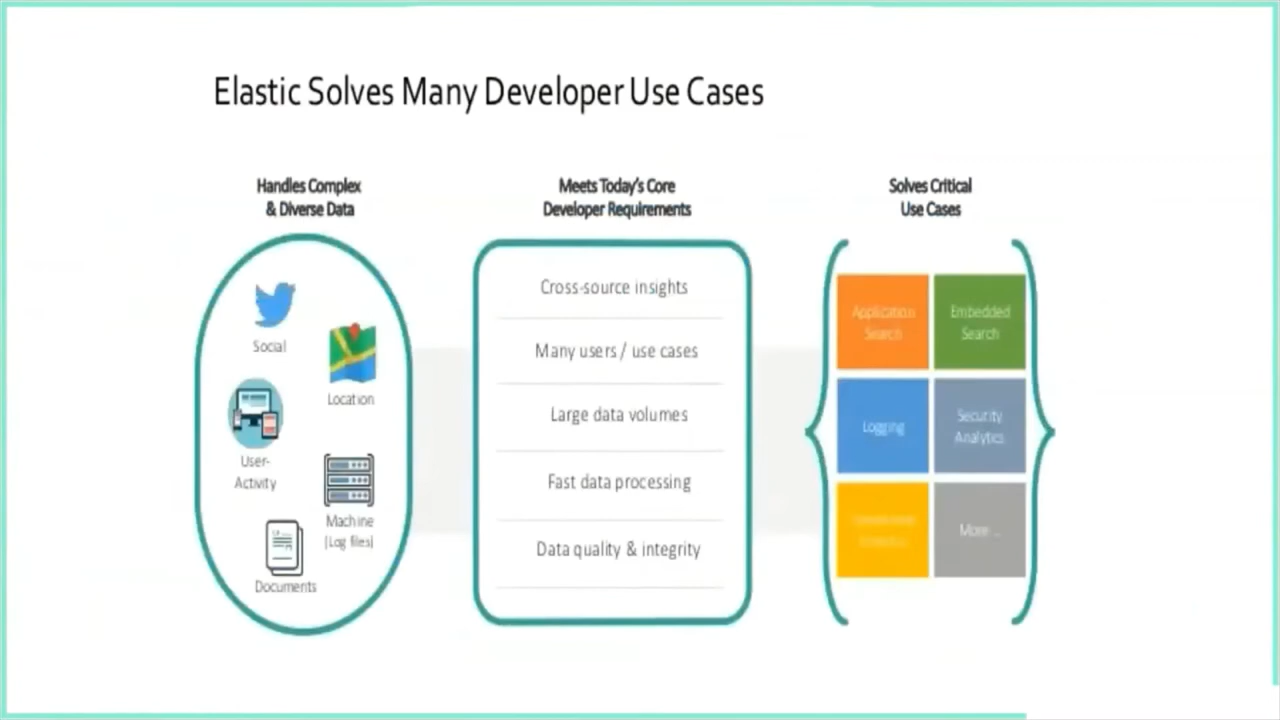 Elastic Solves Many Developer Use Cases
Handles Complex
& Diverse Data
Social
Location
User-
Activity
Machine
(Log files)
Documents
Meets Today's Core
Developer Requirements
Cross-source insights
Many users / use cases
Large data volumes
Fast data processing
Data quality & integrity
Solves Critical
Use Cases
Application
Search
Embedded
Search
Logging
Security
Analytics
More...